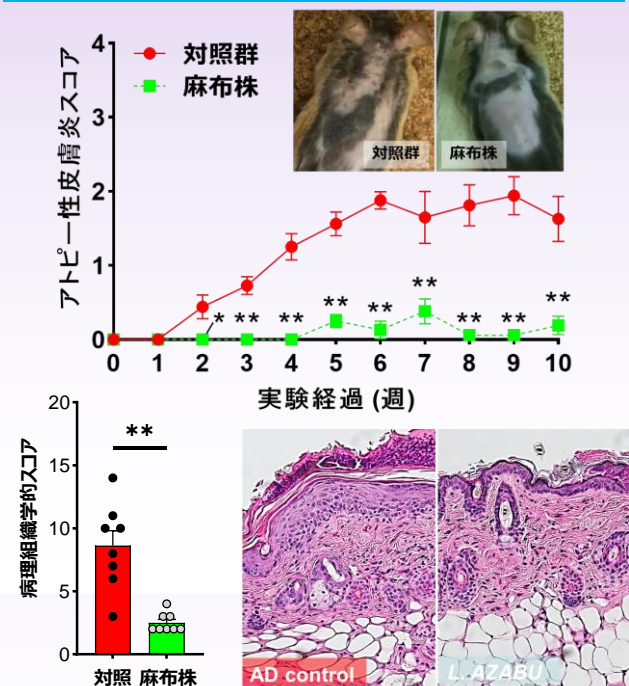 アトピー性皮膚炎スコア
4
3
2
1
0
対照群
麻布株
対照群
麻布株
* ** ** ** ** ** ** ** **
0 1 2 3 4 5 6 7 8 9 10
実験経過 (週)
病理組織学的スコア
20
15
10
5
0
**
対照 麻布株
AD control
L. AZABU